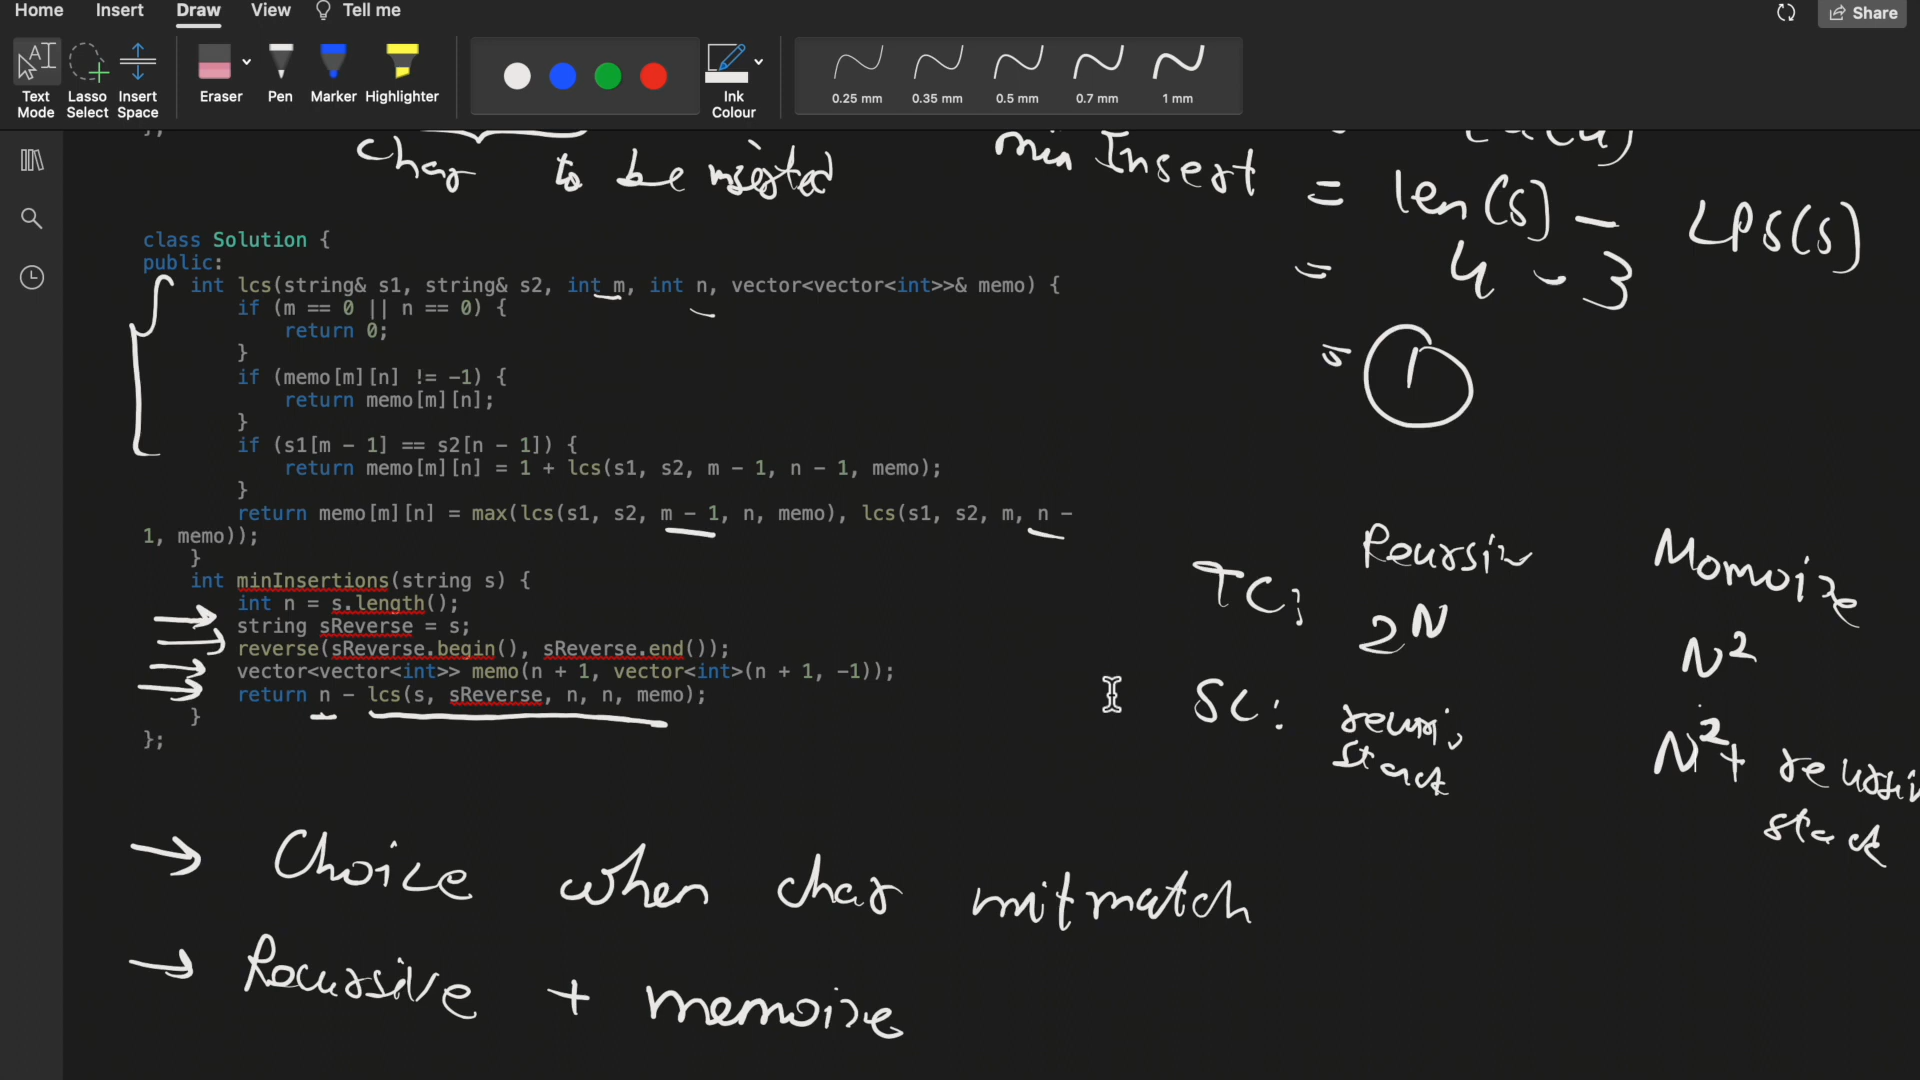 Home Insert Draw View Tell me Share
Text Mode Lasso Select Insert Space Eraser Pen Marker Highlighter Ink Colour 0.25 mm 0.35 mm 0.5 mm 0.7 mm 1 mm
char to be
min Insert
= len(s) - LPS(s)
= 4 - 3
= 1
class Solution {
public:
int lcs(string& s1, string& s2, int m, int n, vector<vector<int>>& memo) {
if (m == 0 || n == 0) {
return 0;
}
if (memo[m][n] != -1) {
return memo[m][n];
}
if (s1[m - 1] == s2[n - 1]) {
return memo[m][n] = 1 + lcs(s1, s2, m - 1, n - 1, memo);
}
return memo[m][n] = max(lcs(s1, s2, m - 1, n, memo), lcs(s1, s2, m, n -
1, memo));
}
int minInsertions(string s) {
int n = s.length();
string sReverse = s;
reverse(sReverse.begin(), sReverse.end());
vector<vector<int>> memo(n + 1, vector<int>(n + 1, -1));
return n - lcs(s, sReverse, n, n, memo);
}
};
TC:
2^N N^2
SC:
stack
N^2 +
stack
→ Choice when char mitmatch
→ Recursive + memoize